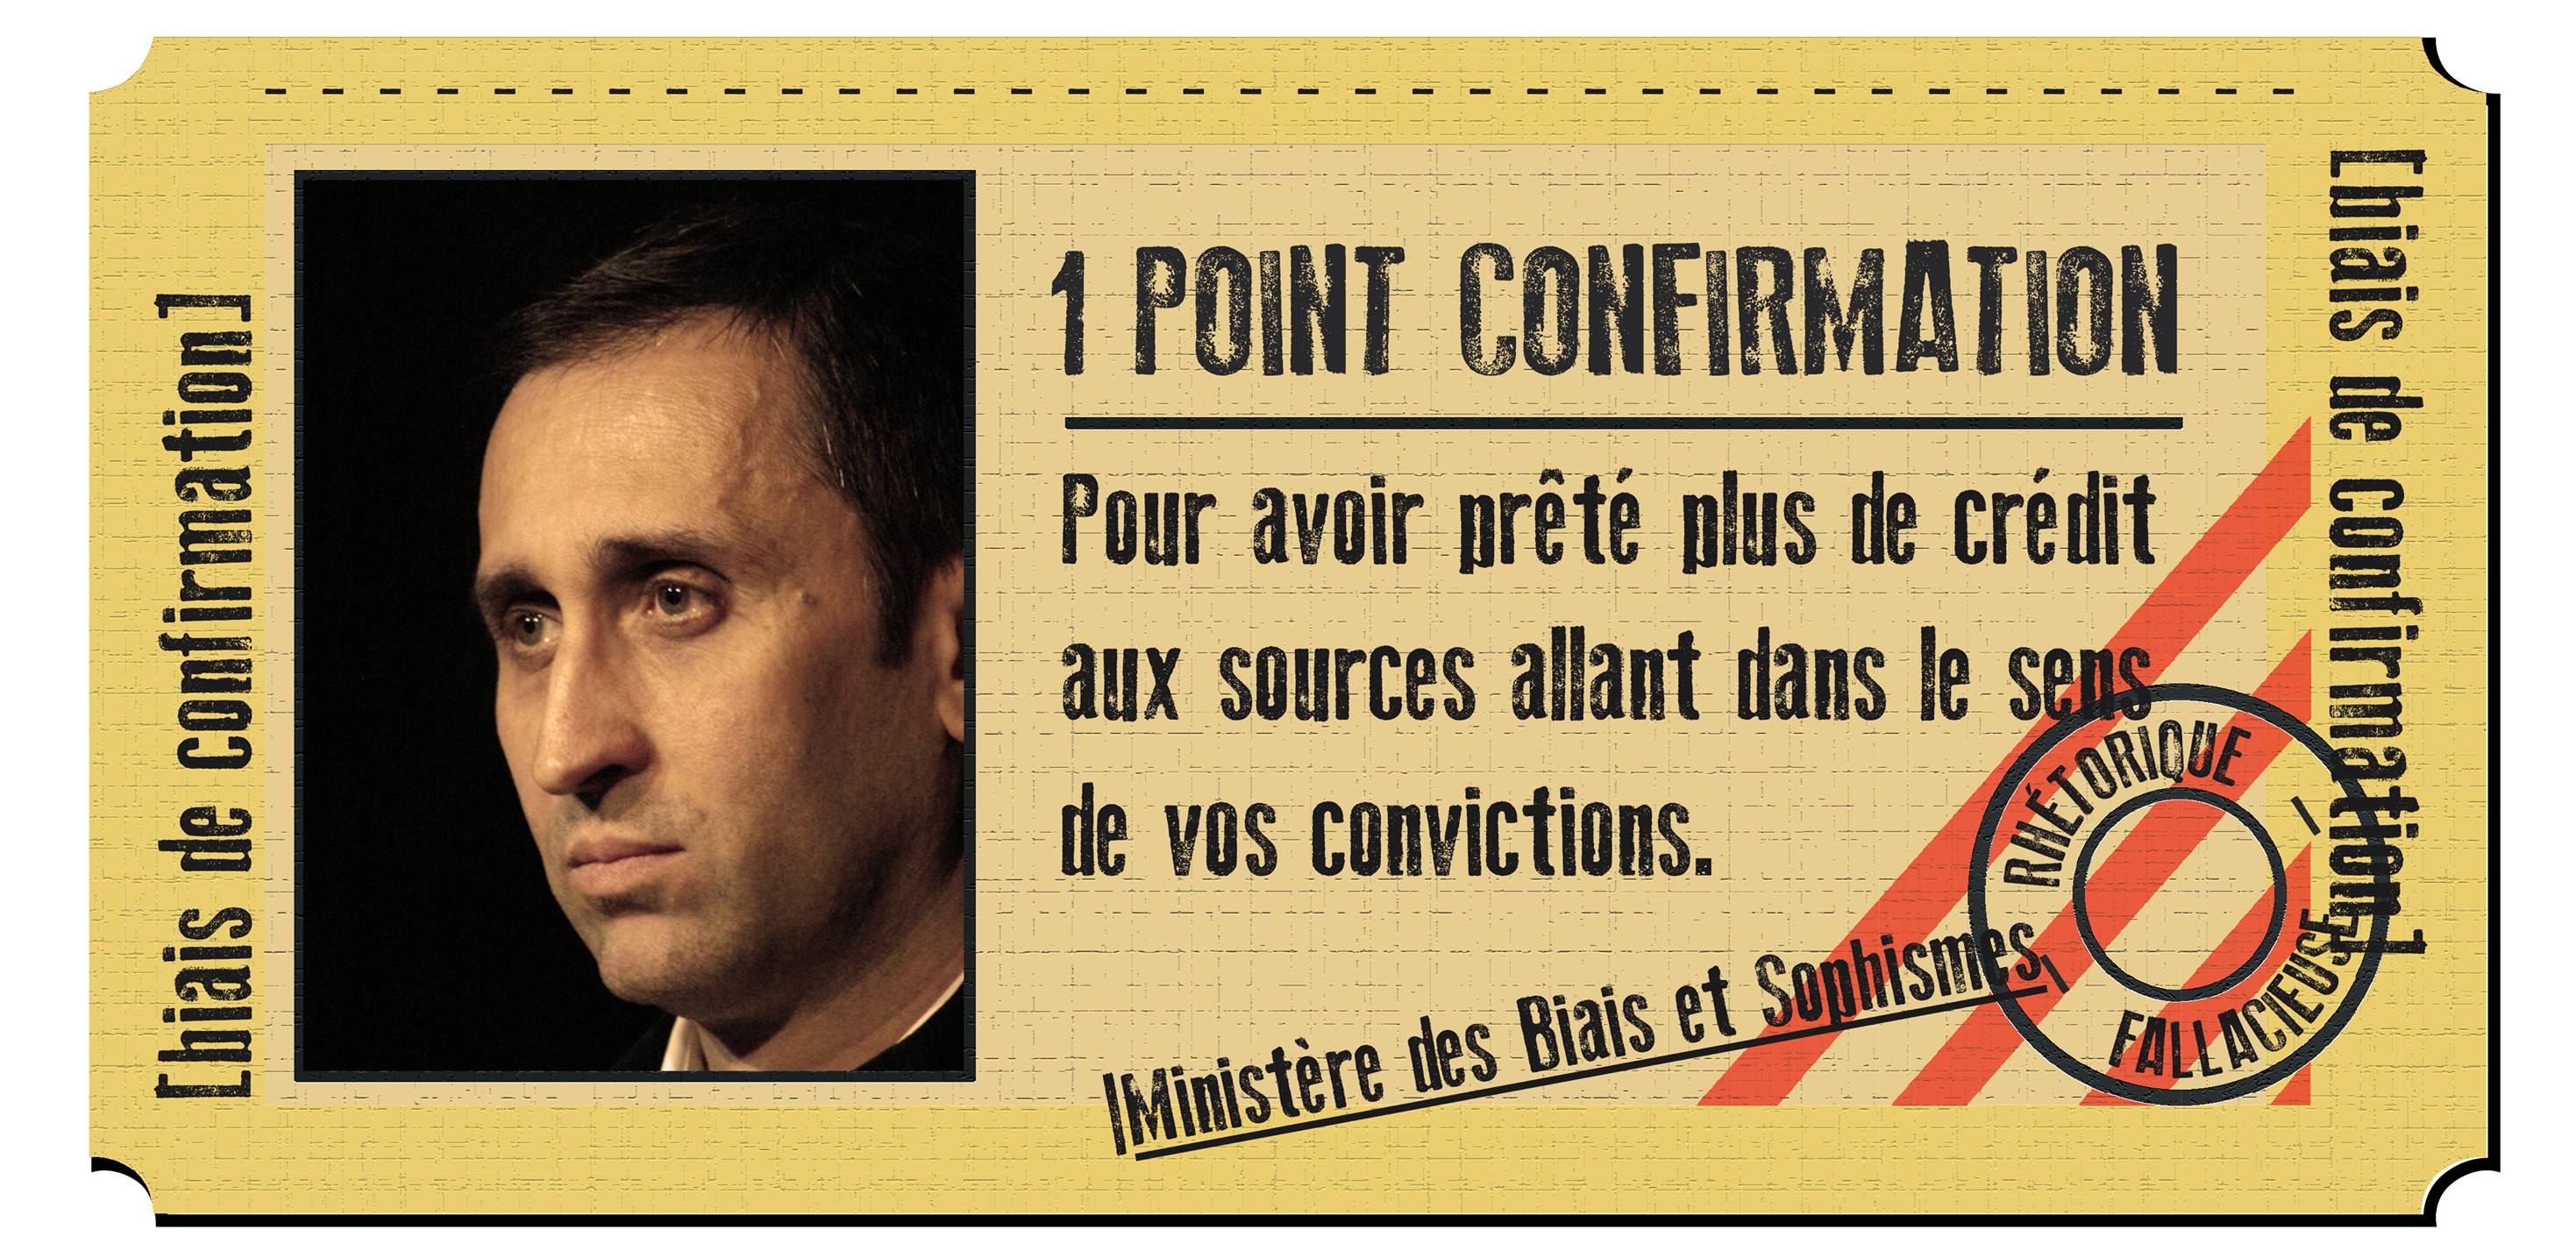 [biais de confirmation]
1 POINT CONFIRMATION
Pour avoir prêté plus de crédit
aux sources allant dans le sens
de vos convictions.
|Ministère des Biais et Sophismes|
RHÉTORIQUE
FALLACIEUSE
[biais de confirmation]